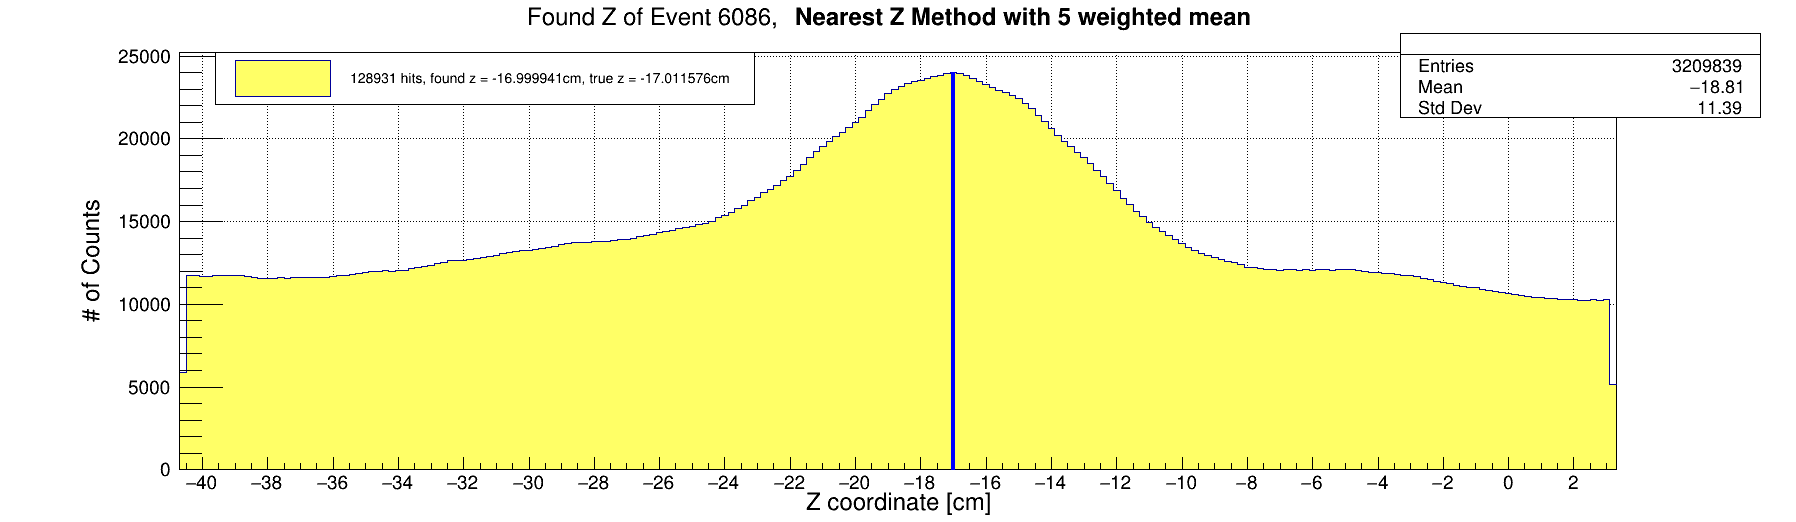 Found Z of Event 6086, Nearest Z Method with 5 weighted mean
128931 hits, found z = -16.999941cm, true z = -17.011576cm
Entries 3209839
Mean −18.81
Std Dev 11.39
# of Counts
25000
20000
15000
10000
5000
0
−40 −38 −36 −34 −32 −30 −28 −26 −24 −22 −20 −18 −16 −14 −12 −10 −8 −6 −4 −2 0 2
Z coordinate [cm]